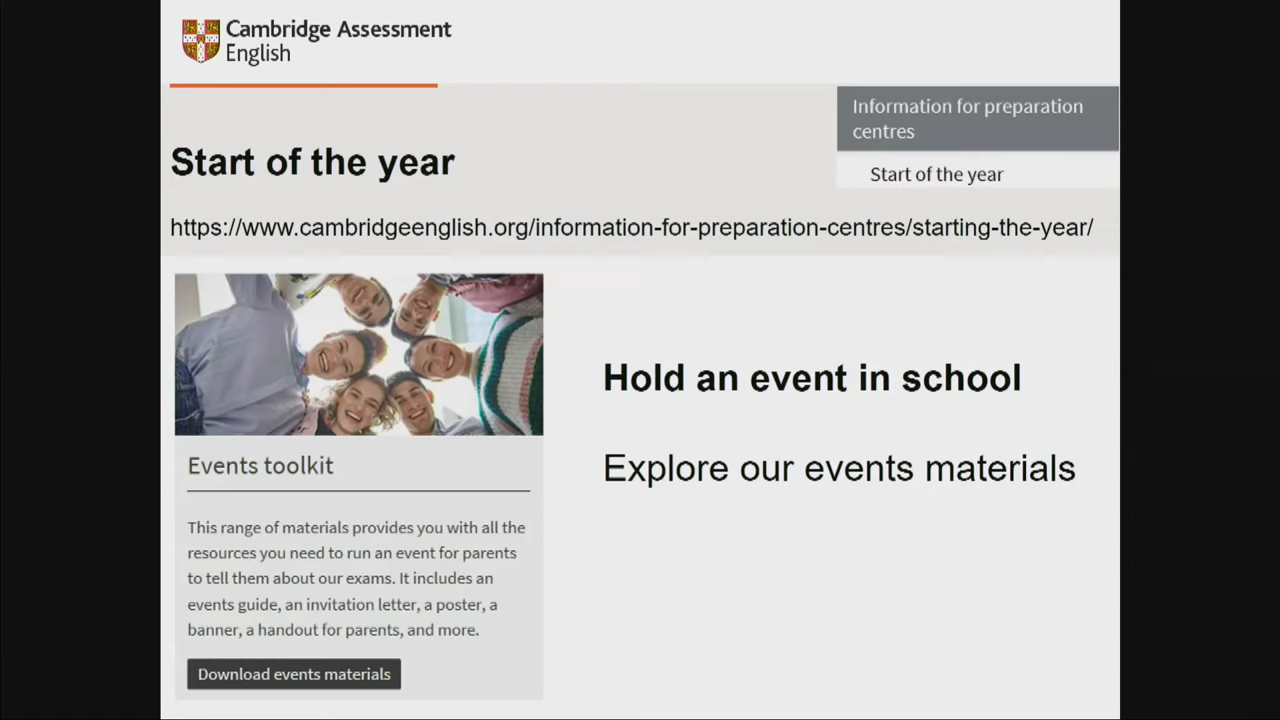 Cambridge Assessment
English
Information for preparation
centres
Start of the year
Start of the year
https://www.cambridgeenglish.org/information-for-preparation-centres/starting-the-year/
Hold an event in school
Explore our events materials
Events toolkit
This range of materials provides you with all the
resources you need to run an event for parents
to tell them about our exams. It includes an
events guide, an invitation letter, a poster, a
banner, a handout for parents, and more.
Download events materials